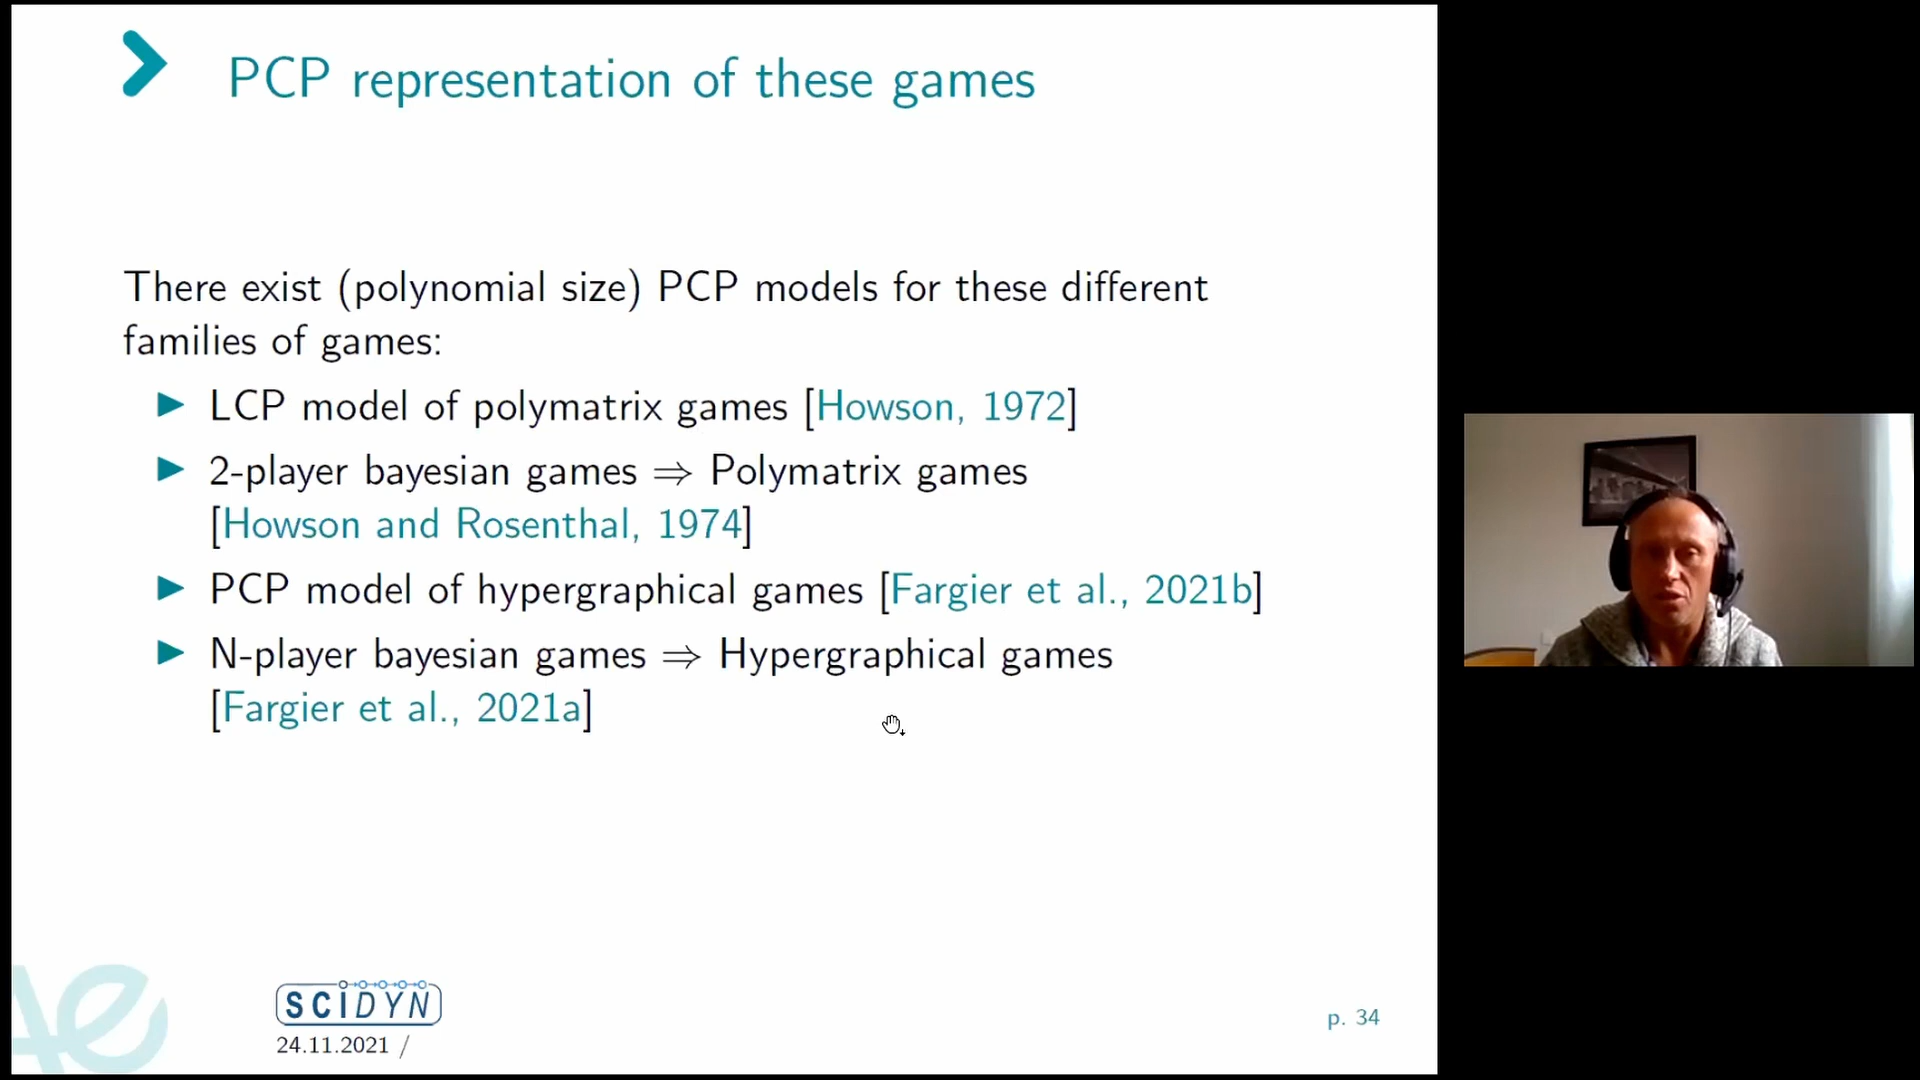 PCP representation of these games
There exist (polynomial size) PCP models for these different
families of games:
LCP model of polymatrix games [Howson, 1972]
2-player bayesian games ⇒ Polymatrix games
[Howson and Rosenthal, 1974]
PCP model of hypergraphical games [Fargier et al., 2021b]
N-player bayesian games ⇒ Hypergraphical games
[Fargier et al., 2021a]
SCIDYN
24.11.2021 /
p. 34